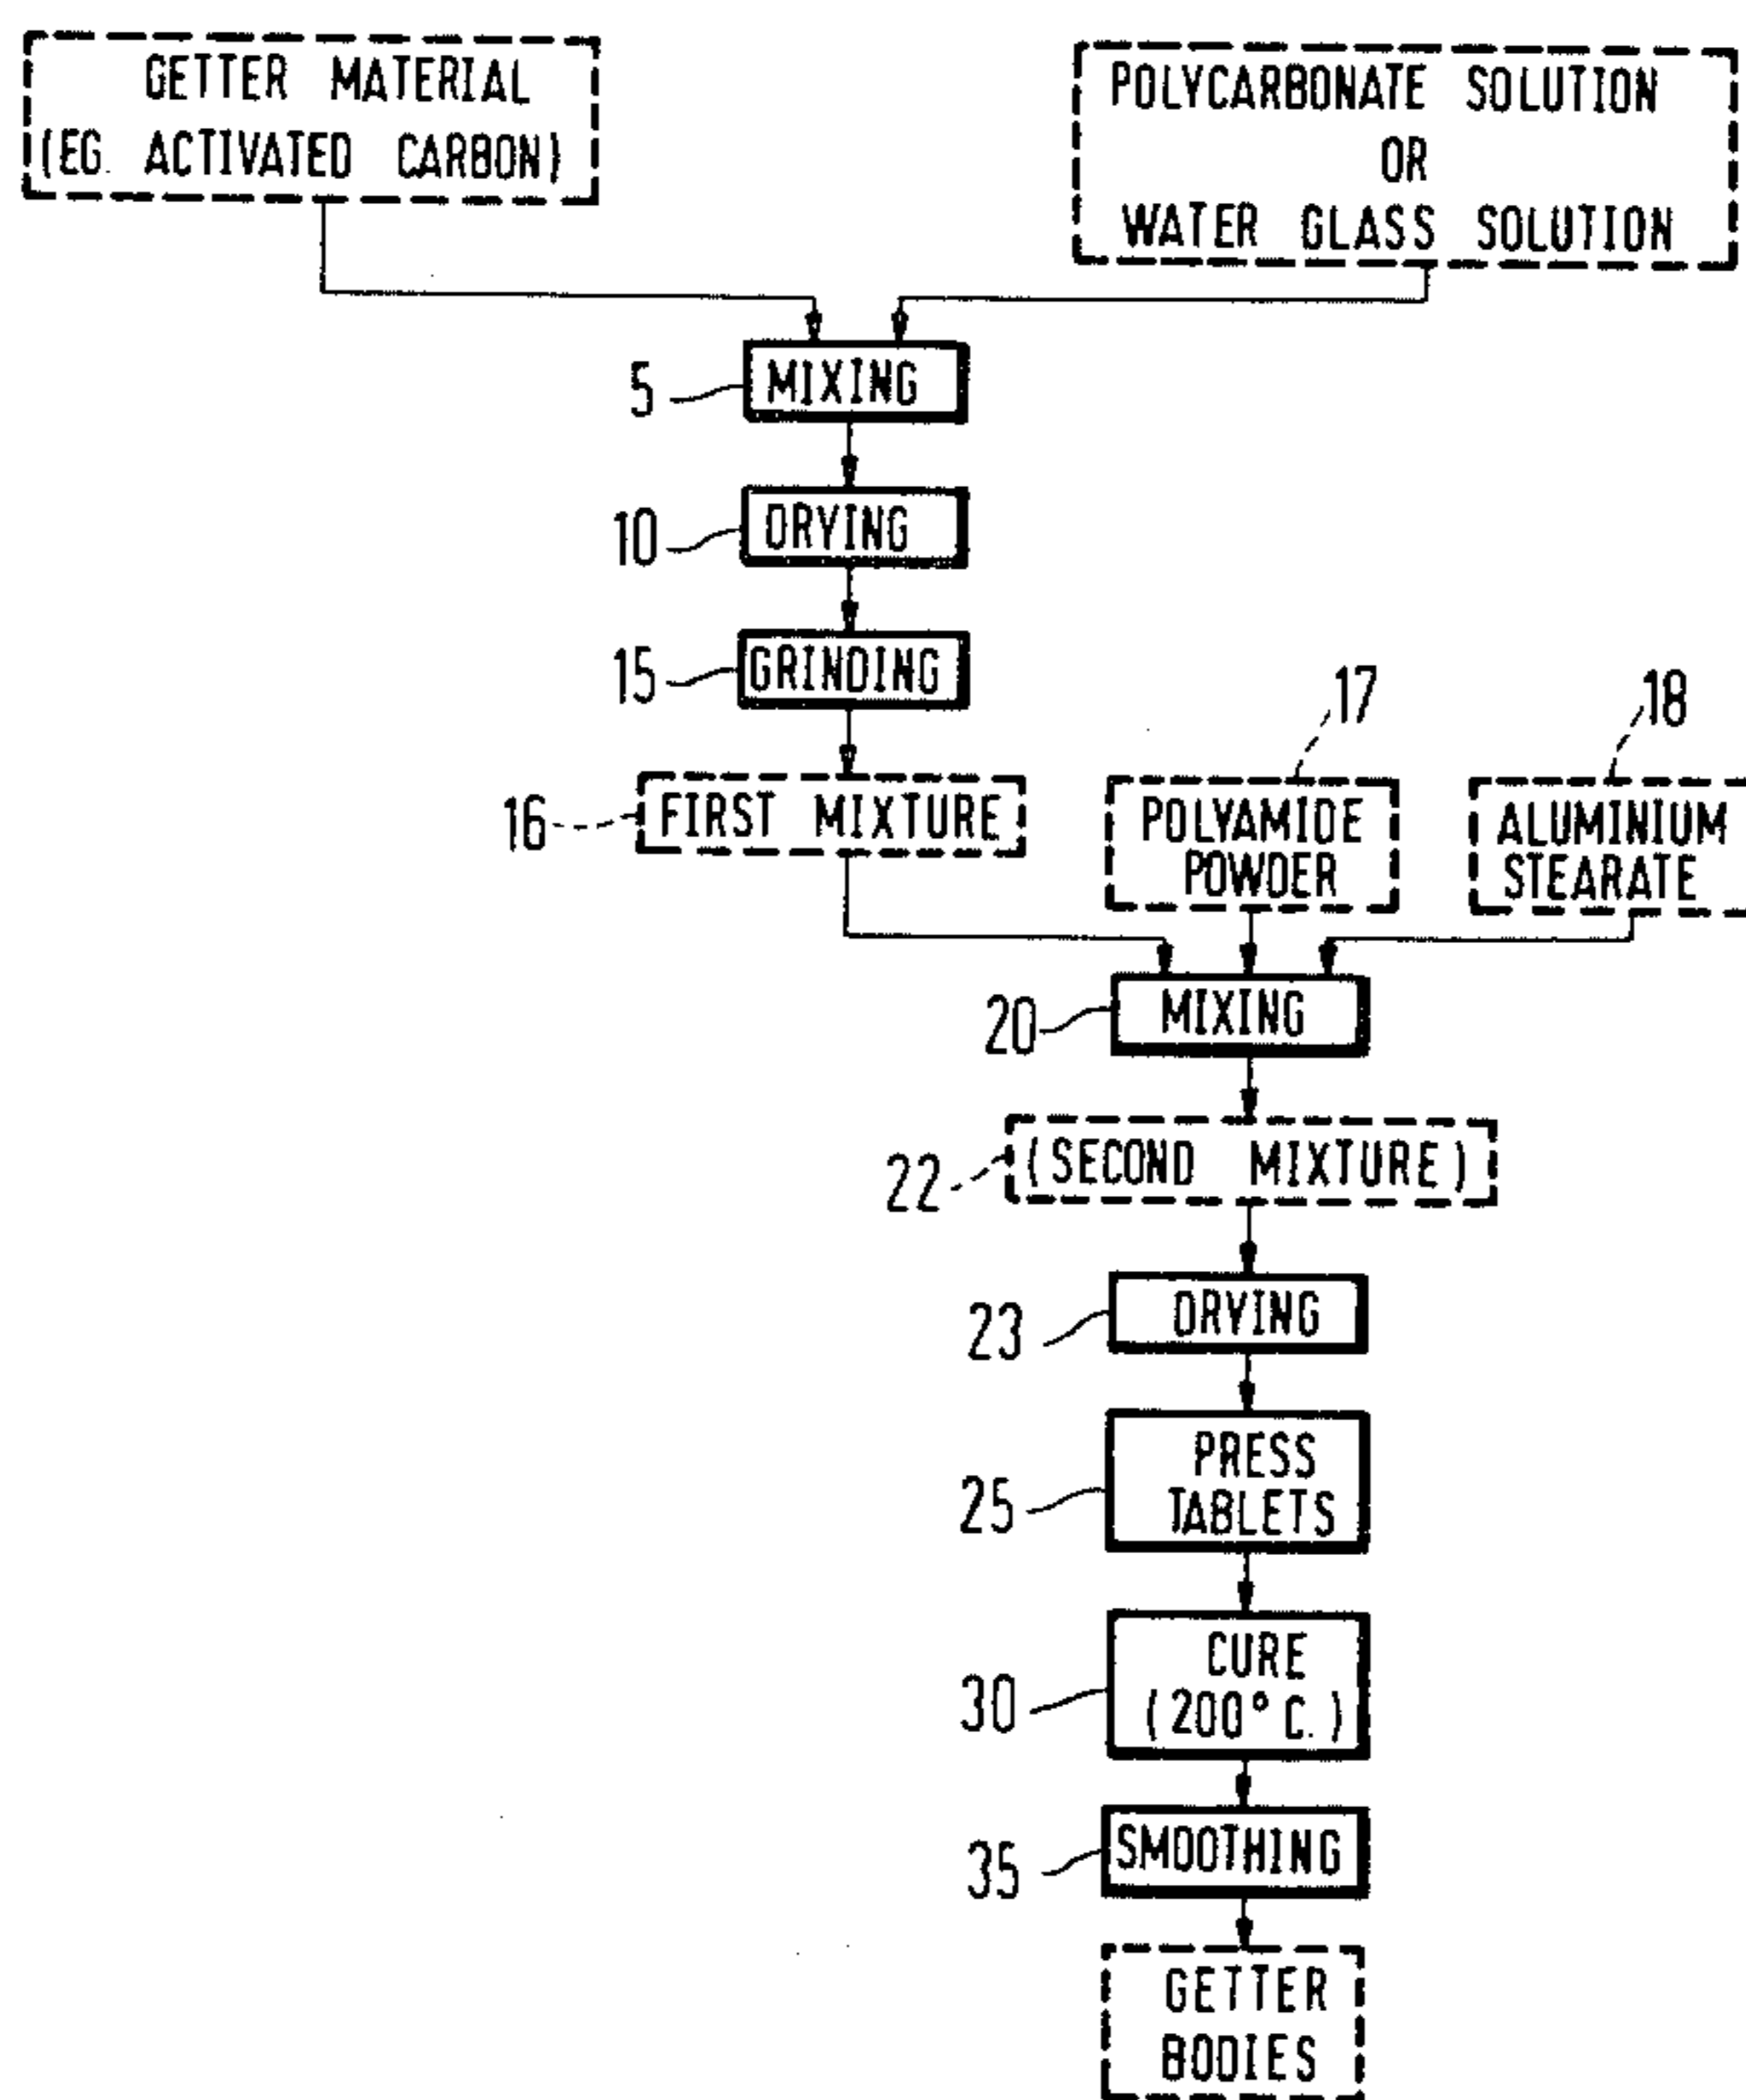 GETTER MATERIAL
(EG. ACTIVATED CARBON)
POLYCARBONATE SOLUTION
OR
WATER GLASS SOLUTION
5
MIXING
10
DRYING
15
GRINDING
16
FIRST MIXTURE
17
POLYAMIDE
POWDER
18
ALUMINIUM
STEARATE
20
MIXING
22
(SECOND MIXTURE)
23
DRYING
25
PRESS
TABLETS
30
CURE
(200°C.)
35
SMOOTHING
GETTER
BODIES